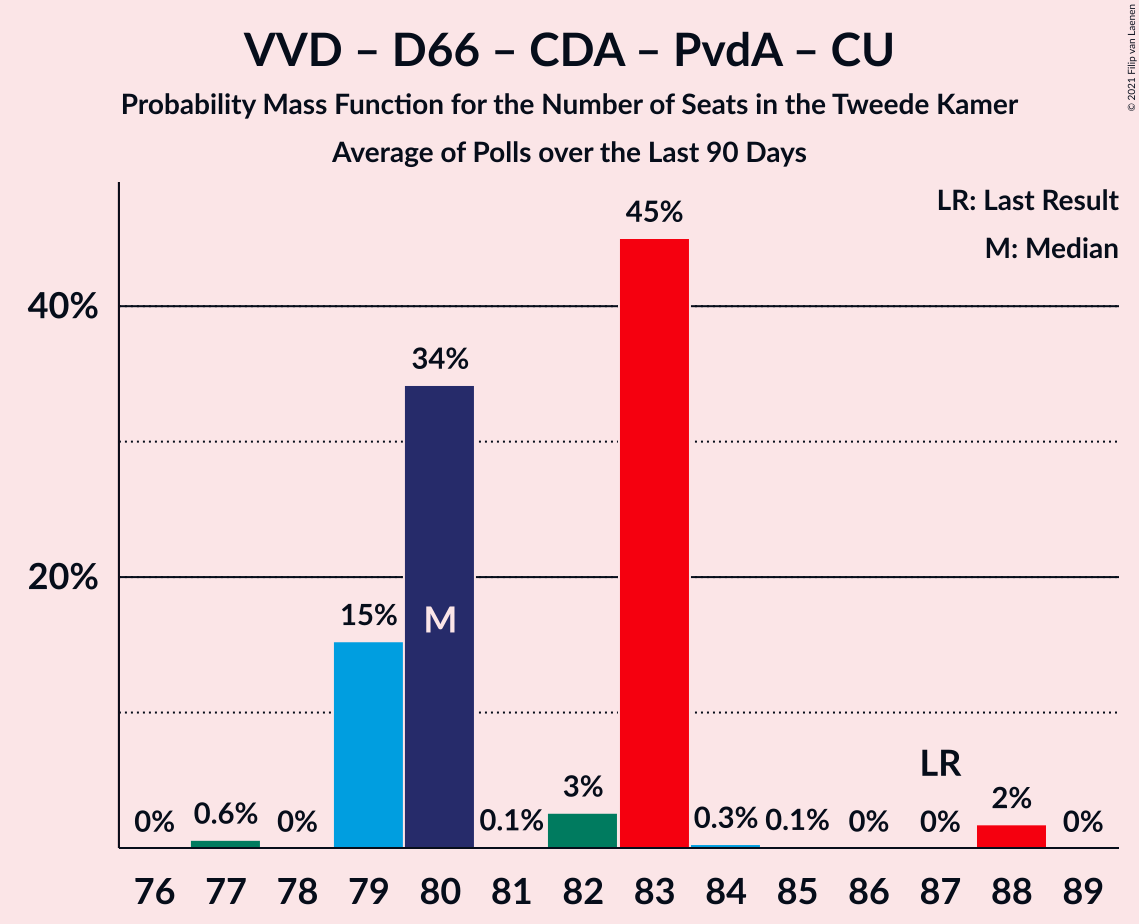 VVD – D66 – CDA – PvdA – CU
Probability Mass Function for the Number of Seats in the Tweede Kamer
Average of Polls over the Last 90 Days
© 2021 Filip van Laenen
LR: Last Result
M: Median
45%
40%
34%
20%
15%
M
LR
0% 0.6% 0% 0.1% 3% 0.3% 0.1% 0% 0% 2% 0%
76 77 78 79 80 81 82 83 84 85 86 87 88 89